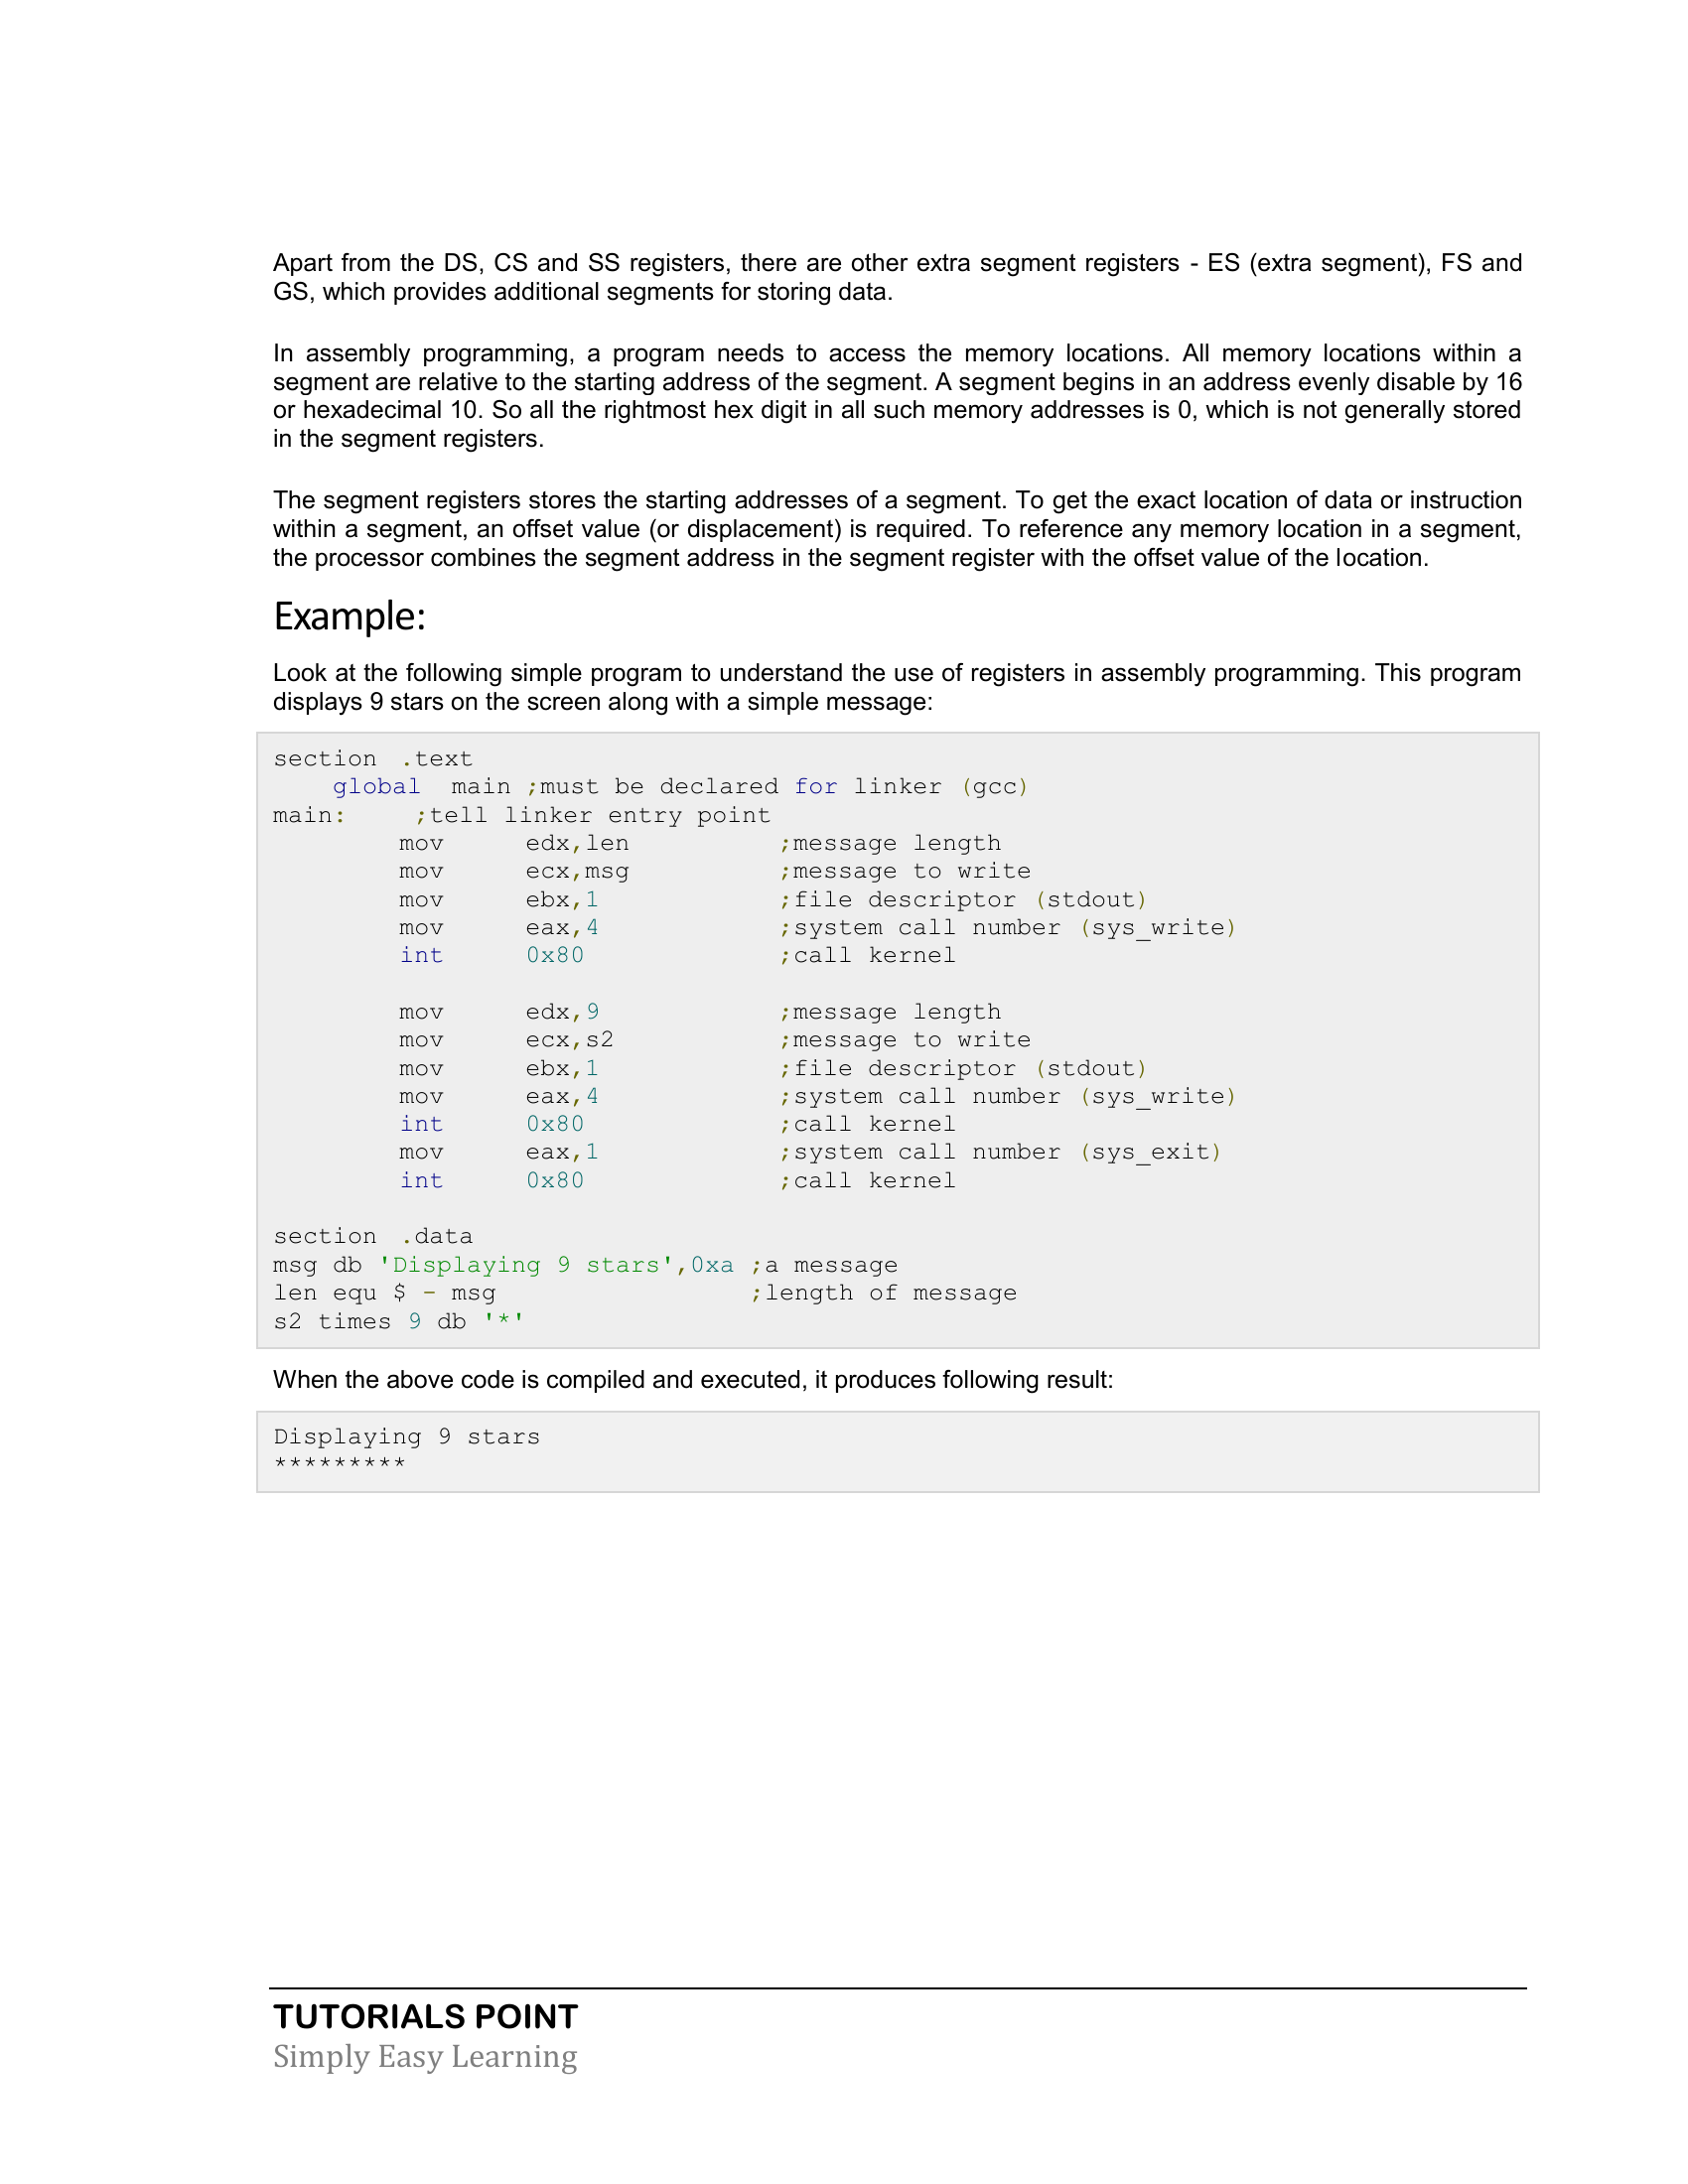 Apart from the DS, CS and SS registers, there are other extra segment registers - ES (extra segment), FS and
GS, which provides additional segments for storing data.
In assembly programming, a program needs to access the memory locations. All memory locations within a
segment are relative to the starting address of the segment. A segment begins in an address evenly disable by 16
or hexadecimal 10. So all the rightmost hex digit in all such memory addresses is 0, which is not generally stored
in the segment registers.
The segment registers stores the starting addresses of a segment. To get the exact location of data or instruction
within a segment, an offset value (or displacement) is required. To reference any memory location in a segment,
the processor combines the segment address in the segment register with the offset value of the location.
Example:
Look at the following simple program to understand the use of registers in assembly programming. This program
displays 9 stars on the screen along with a simple message:
section .text
global main ;must be declared for linker (gcc)
main: ;tell linker entry point
mov edx,len ;message length
mov ecx,msg ;message to write
mov ebx,1 ;file descriptor (stdout)
mov eax,4 ;system call number (sys_write)
int 0x80 ;call kernel
mov edx,9 ;message length
mov ecx,s2 ;message to write
mov ebx,1 ;file descriptor (stdout)
mov eax,4 ;system call number (sys_write)
int 0x80 ;call kernel
mov eax,1 ;system call number (sys_exit)
int 0x80 ;call kernel
section .data
msg db 'Displaying 9 stars',0xa ;a message
len equ $ - msg ;length of message
s2 times 9 db '*'
When the above code is compiled and executed, it produces following result:
Displaying 9 stars
*********
TUTORIALS POINT
Simply Easy Learning